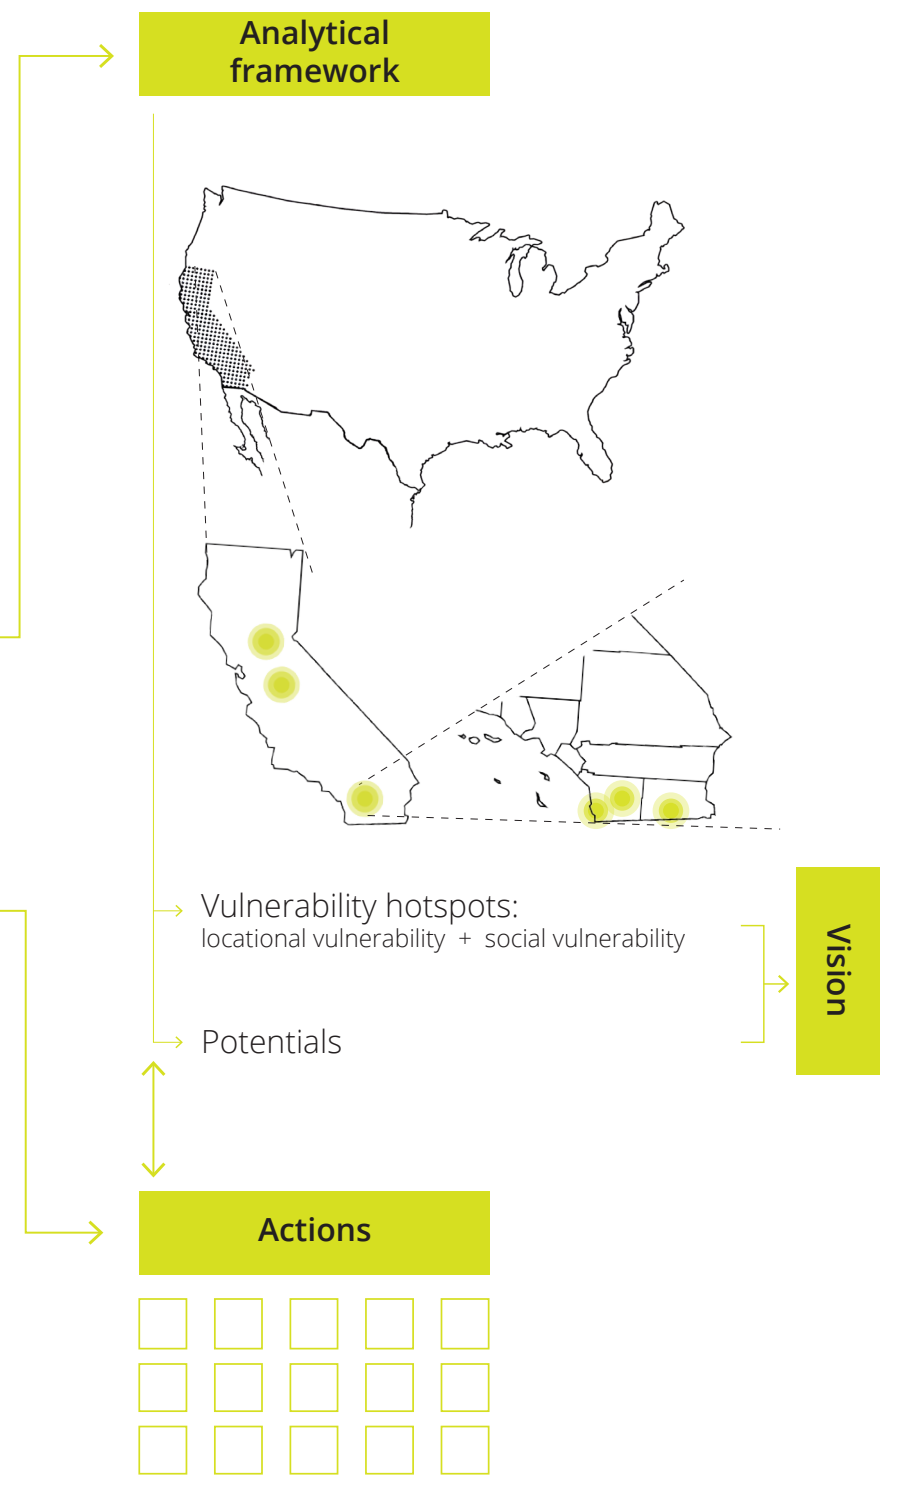 Analytical
framework
Vulnerability hotspots:
locational vulnerability + social vulnerability
Vision
Potentials
Actions